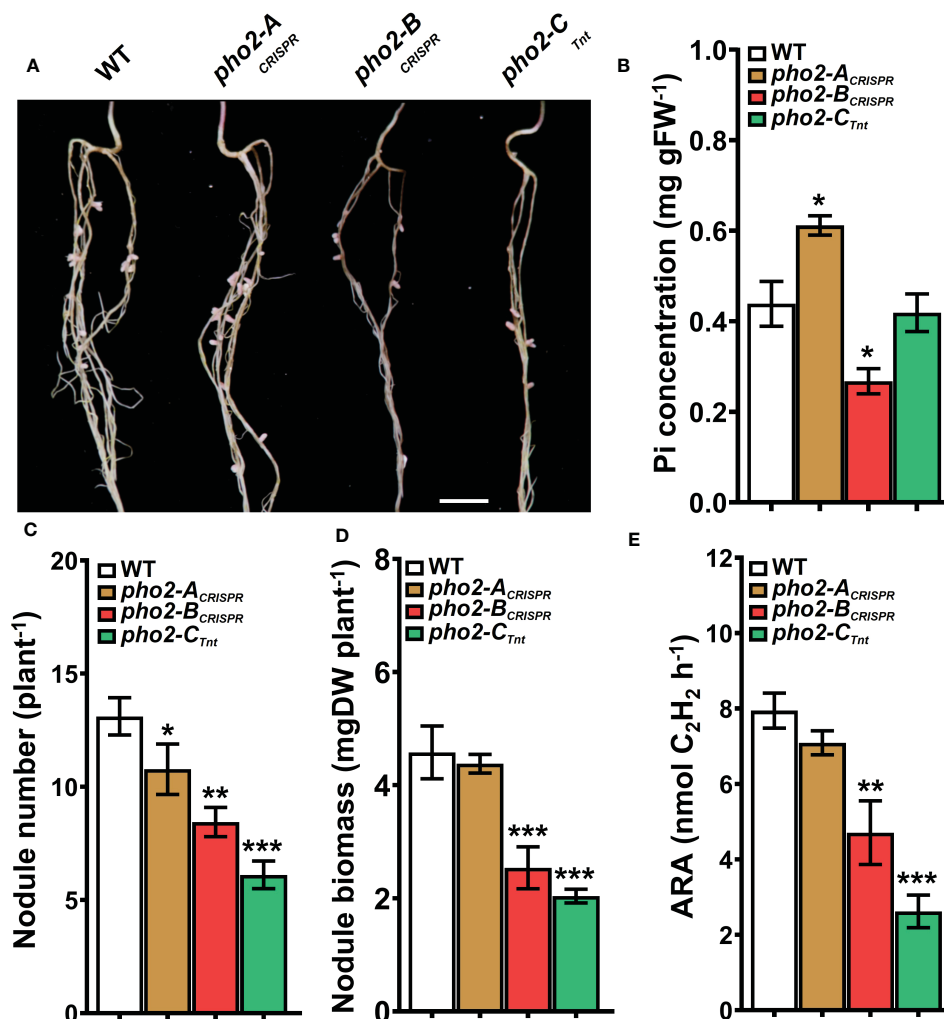 A
WT
pho2-A CRISPR
pho2-B CRISPR
pho2-C Tnt
B
WT
pho2-A CRISPR
pho2-B CRISPR
pho2-C Tnt
Pi concentration (mg gFW-1)
1.0
0.8
0.6
0.4
0.2
0.0
*
*
C
WT
pho2-A CRISPR
pho2-B CRISPR
pho2-C Tnt
Nodule number (plant-1)
20
15
10
5
0
*
**
***
D
WT
pho2-A CRISPR
pho2-B CRISPR
pho2-C Tnt
Nodule biomass (mgDW plant-1)
8
6
4
2
0
***
***
E
WT
pho2-A CRISPR
pho2-B CRISPR
pho2-C Tnt
ARA (nmol C2H2 h-1)
12
10
8
6
4
2
0
**
***